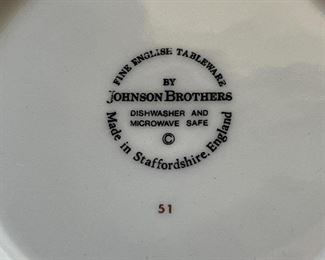 FINE ENGLISH TABLEWARE
BY
JOHNSON BROTHERS
DISHWASHER AND
MICROWAVE SAFE
©
Made in Staffordshire, England
51